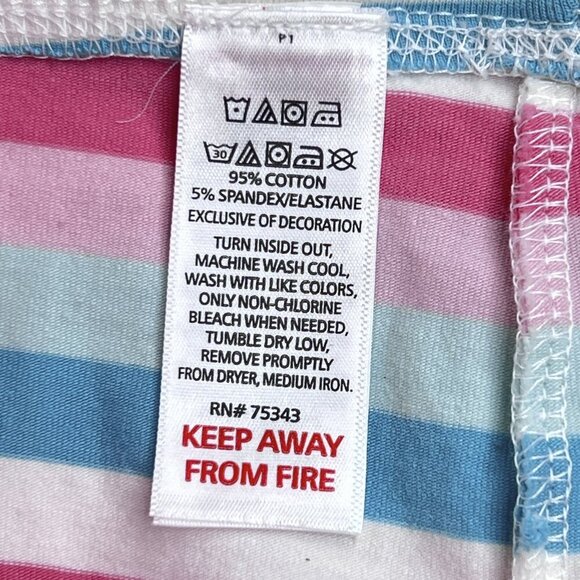 P1
30
95% COTTON
5% SPANDEX/ELASTANE
EXCLUSIVE OF DECORATION
TURN INSIDE OUT,
MACHINE WASH COOL,
WASH WITH LIKE COLORS,
ONLY NON-CHLORINE
BLEACH WHEN NEEDED,
TUMBLE DRY LOW,
REMOVE PROMPTLY
FROM DRYER, MEDIUM IRON.
RN# 75343
KEEP AWAY
FROM FIRE